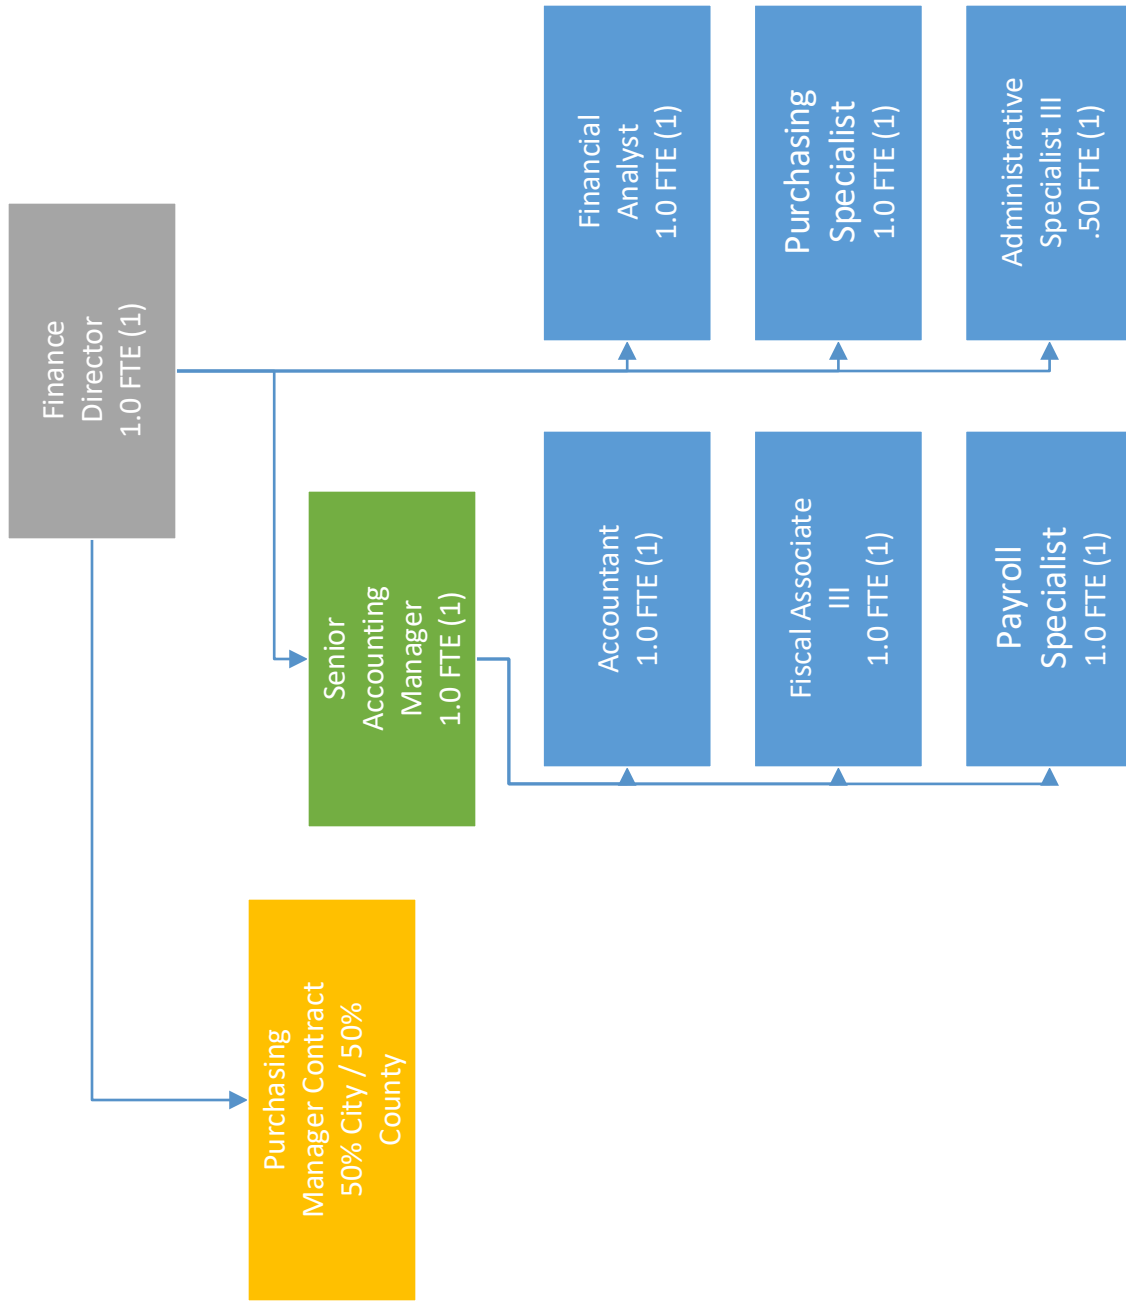 Finance
Director
1.0 FTE (1)
Purchasing
Manager Contract
50% City / 50%
County
Senior
Accounting
Manager
1.0 FTE (1)
Accountant
1.0 FTE (1)
Fiscal Associate
III
1.0 FTE (1)
Payroll
Specialist
1.0 FTE (1)
Financial
Analyst
1.0 FTE (1)
Purchasing
Specialist
1.0 FTE (1)
Administrative
Specialist III
.50 FTE (1)